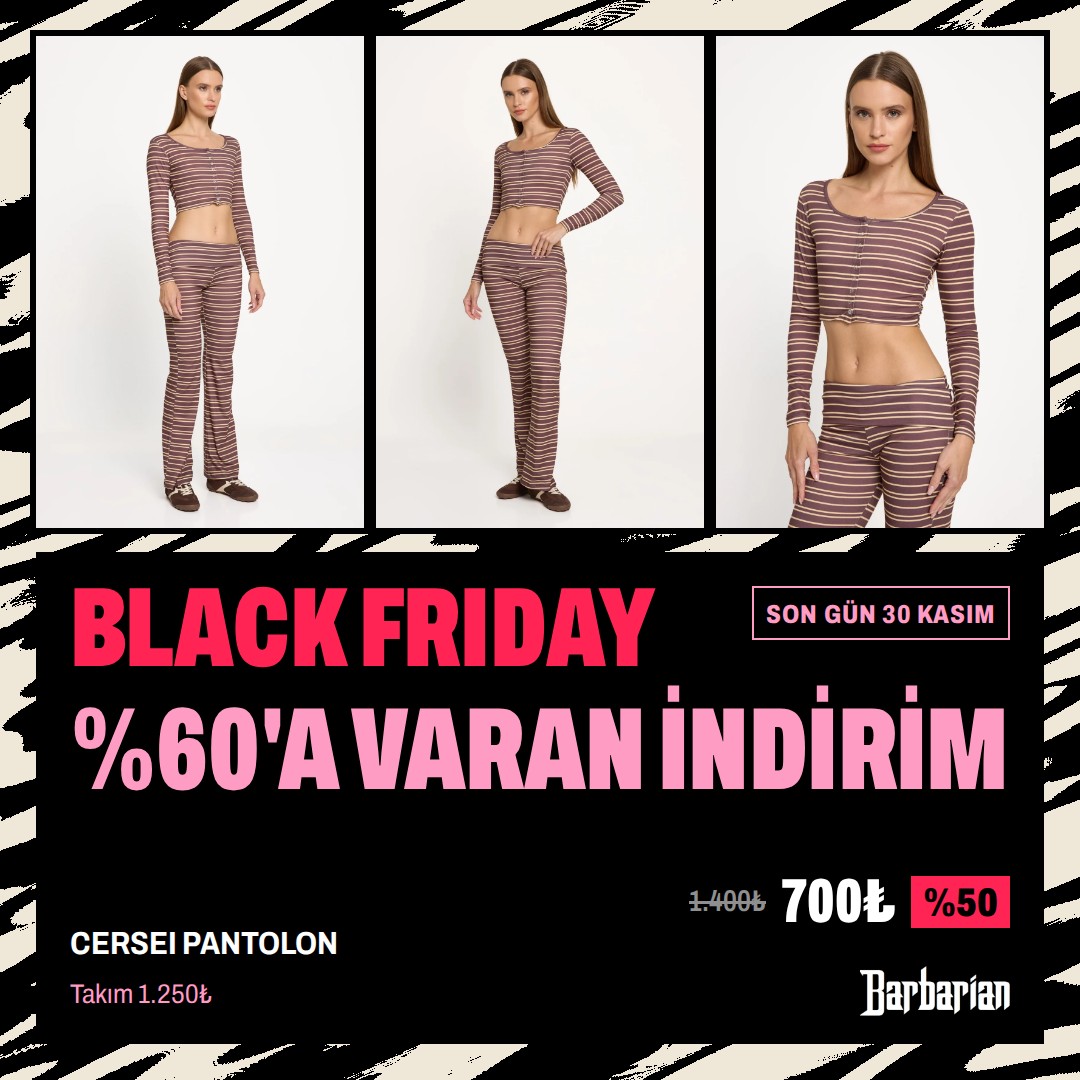 BLACK FRIDAY
SON GÜN 30 KASIM
%60'A VARAN İNDİRİM
1.400₺ 700₺ %50
CERSEI PANTOLON
Takım 1.250₺
Barbarian